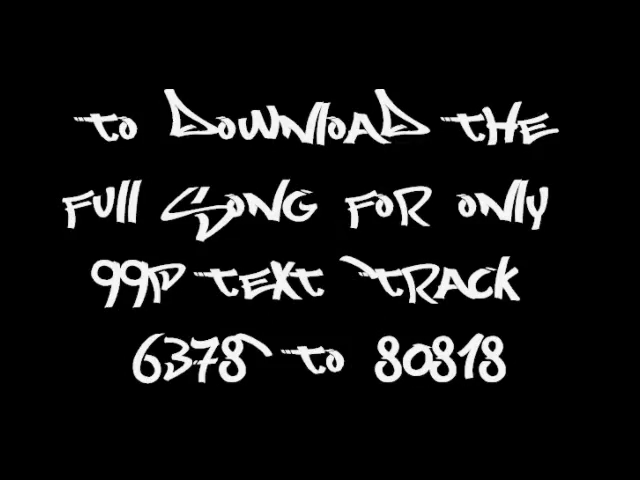 to Download the
full Song for only
99p text 'track
6378' to 80818